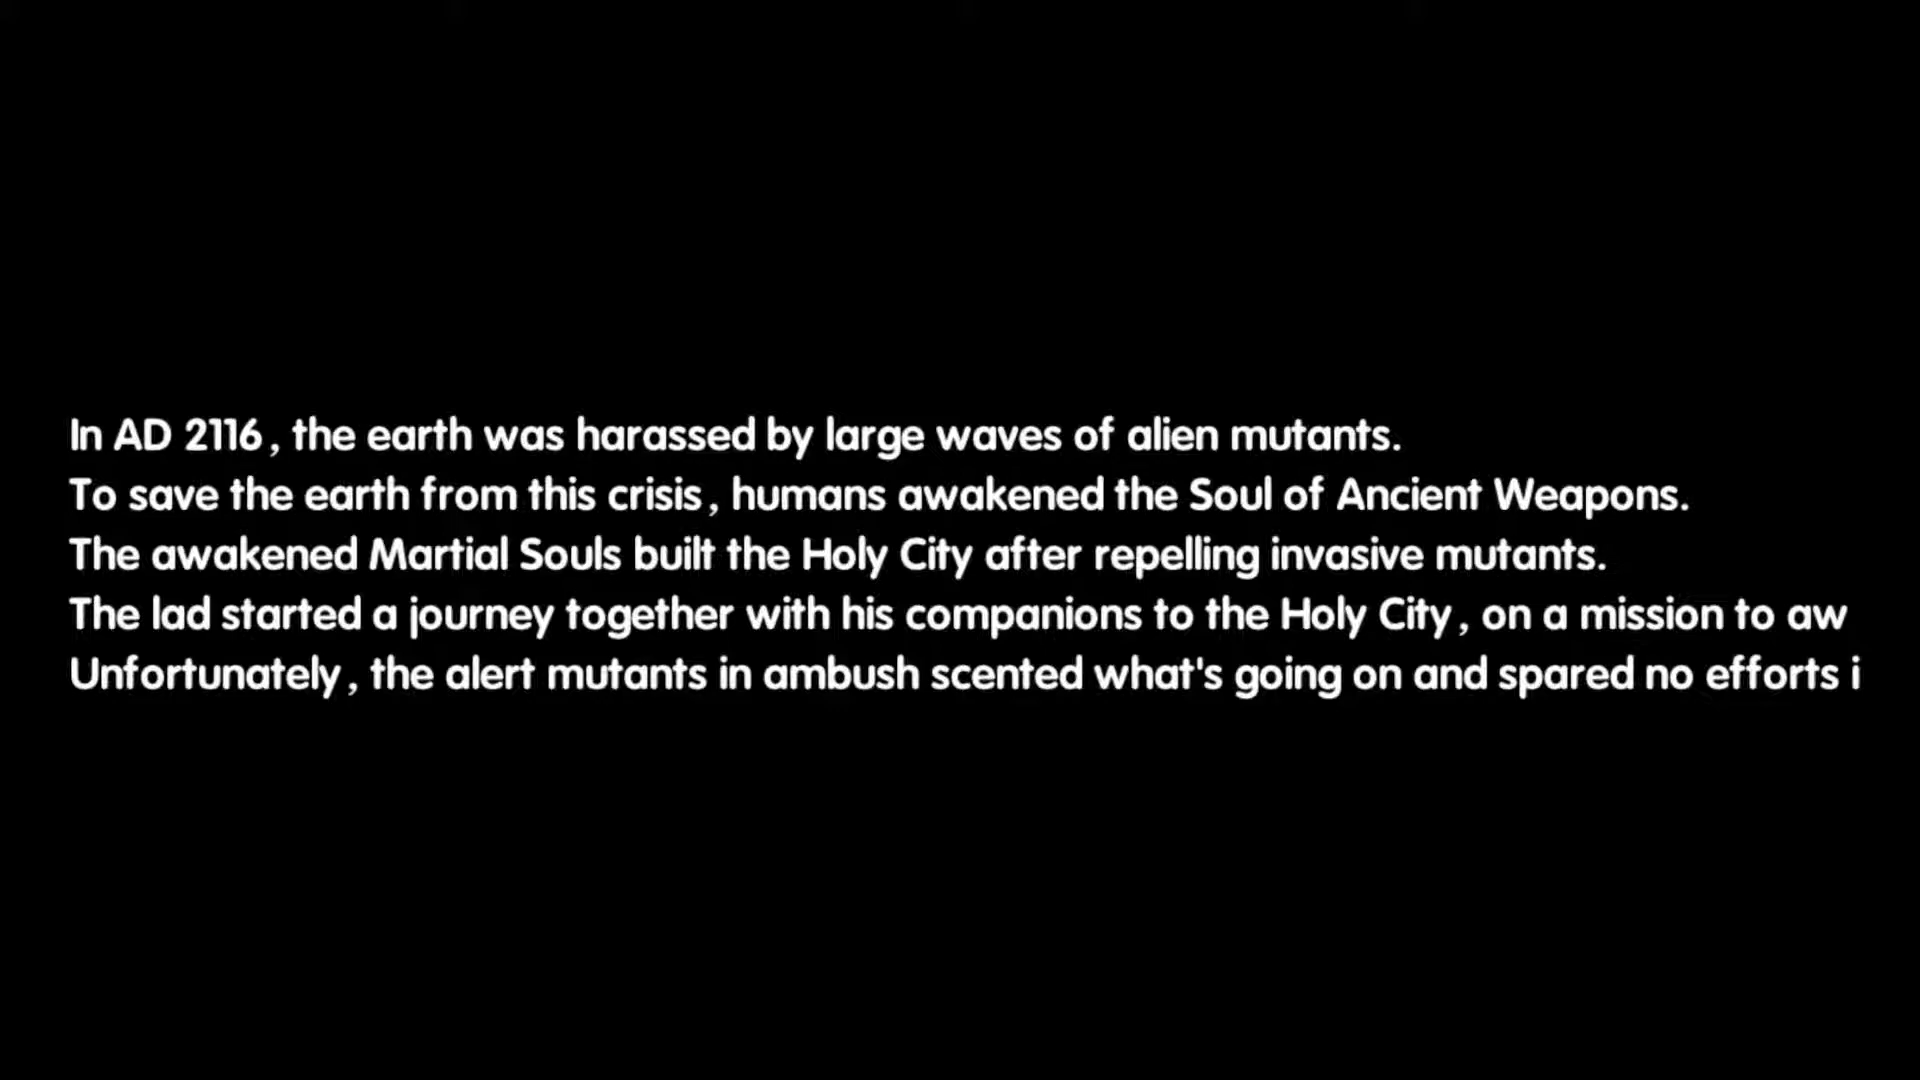 In AD 2116, the earth was harassed by large waves of alien mutants.
To save the earth from this crisis, humans awakened the Soul of Ancient Weapons.
The awakened Martial Souls built the Holy City after repelling invasive mutants.
The lad started a journey together with his companions to the Holy City, on a mission to aw
Unfortunately, the alert mutants in ambush scented what's going on and spared no efforts i